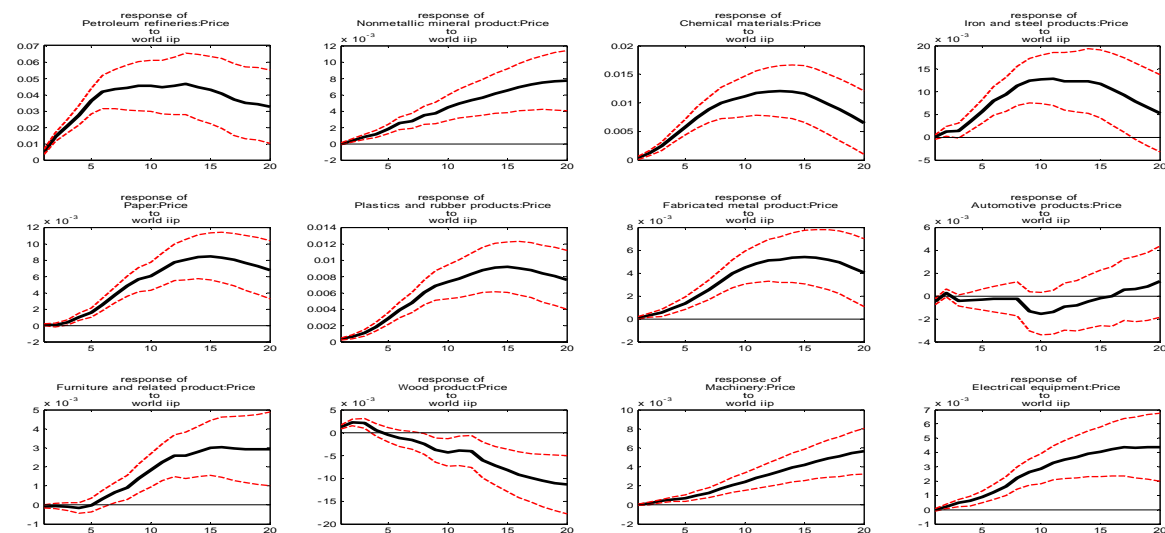 response of
Petroleum refineries:Price
to
world iip
0.07
0.06
0.05
0.04
0.03
0.02
0.01
0
5
10
15
20
response of
Nonmetallic mineral product:Price
to
world iip
x 10⁻³
12
10
8
6
4
2
0
-2
5
10
15
20
response of
Chemical materials:Price
to
world iip
0.02
0.015
0.01
0.005
0
5
10
15
20
response of
Iron and steel products:Price
to
world iip
x 10⁻³
20
15
10
5
0
-5
5
10
15
20
response of
Paper:Price
to
world iip
x 10⁻³
12
10
8
6
4
2
0
-2
5
10
15
20
response of
Plastics and rubber products:Price
to
world iip
0.014
0.012
0.01
0.008
0.006
0.004
0.002
0
5
10
15
20
response of
Fabricated metal product:Price
to
world iip
x 10⁻³
8
6
4
2
0
-2
5
10
15
20
response of
Automotive products:Price
to
world iip
x 10⁻³
6
4
2
0
-2
-4
5
10
15
20
response of
Furniture and related product:Price
to
world iip
x 10⁻³
5
4
3
2
1
0
-1
5
10
15
20
response of
Wood product:Price
to
world iip
x 10⁻³
5
0
-5
-10
-15
-20
5
10
15
20
response of
Machinery:Price
to
world iip
x 10⁻³
10
8
6
4
2
0
-2
5
10
15
20
response of
Electrical equipment:Price
to
world iip
x 10⁻³
7
6
5
4
3
2
1
0
-1
5
10
15
20